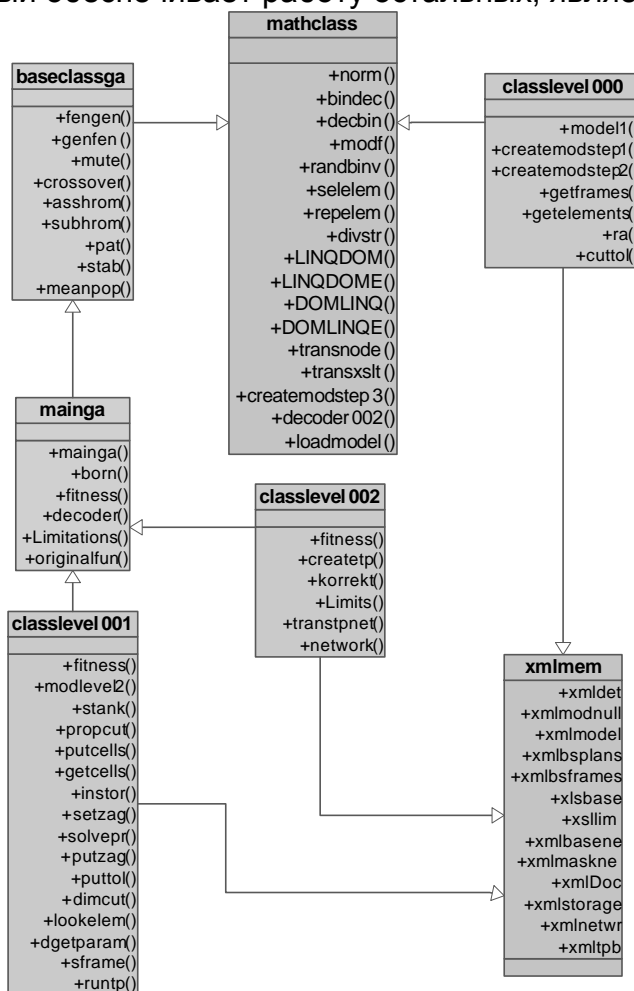 mathclass
+norm()
+bindec()
+decbin()
+modf()
+randbinv()
+selelem()
+repelem()
+divstr()
+LINQDOM()
+LINQDOME()
+DOMLINQ()
+DOMLINQE()
+transnode()
+transxslt()
+createmodstep3()
+decoder002()
+loadmodel()
baseclassga
+fengen()
+genfen()
+mute()
+crossover()
+asshrom()
+subhrom()
+pat()
+stab()
+meanpop()
classlevel000
+model1(
+createmodstep1(
+createmodstep2(
+getframes(
+getelements(
+ra(
+cuttol(
mainga
+mainga()
+born()
+fitness()
+decoder()
+Limitations()
+originalfun()
classlevel002
+fitness()
+createtp()
+korrekt()
+Limits()
+transtpnet()
+network()
classlevel001
+fitness()
+modlevel2()
+stank()
+propcut()
+putcells()
+getcells()
+instor()
+setzag()
+solvepr()
+putzag()
+puttol()
+dimcut()
+lookelem()
+dgetparam()
+sframe()
+runtp()
xmlmem
+xmldet
+xmlmodnull
+xmlmodel
+xmlbsplans
+xmlbsframes
+xlsbase
+xsllim
+xmlbasene
+xmlmaskne
+xmlDoc
+xmlstorage
+xmlnetwr
+xmltpb